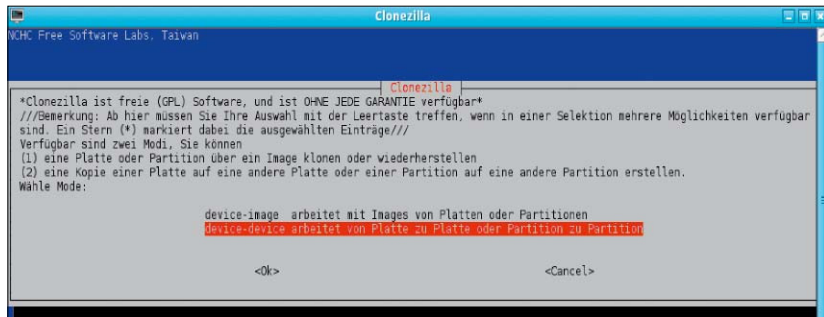 Clonezilla
NCHC Free Software Labs, Taiwan
Clonezilla
*Clonezilla ist freie (GPL) Software, und ist OHNE JEDE GARANTIE verfügbar*
///Bemerkung: Ab hier müssen Sie Ihre Auswahl mit der Leertaste treffen, wenn in einer Selektion mehrere Möglichkeiten verfügbar
sind. Ein Stern (*) markiert dabei die ausgewählten Einträge///
Verfügbar sind zwei Modi, Sie können
(1) eine Platte oder Partition über ein Image klonen oder wiederherstellen
(2) eine Kopie einer Platte auf eine andere Platte oder einer Partition auf eine andere Partition erstellen.
Wähle Mode:
device-image arbeitet mit Images von Platten oder Partitionen
device-device arbeitet von Platte zu Platte oder Partition zu Partition
<Ok> <Cancel>